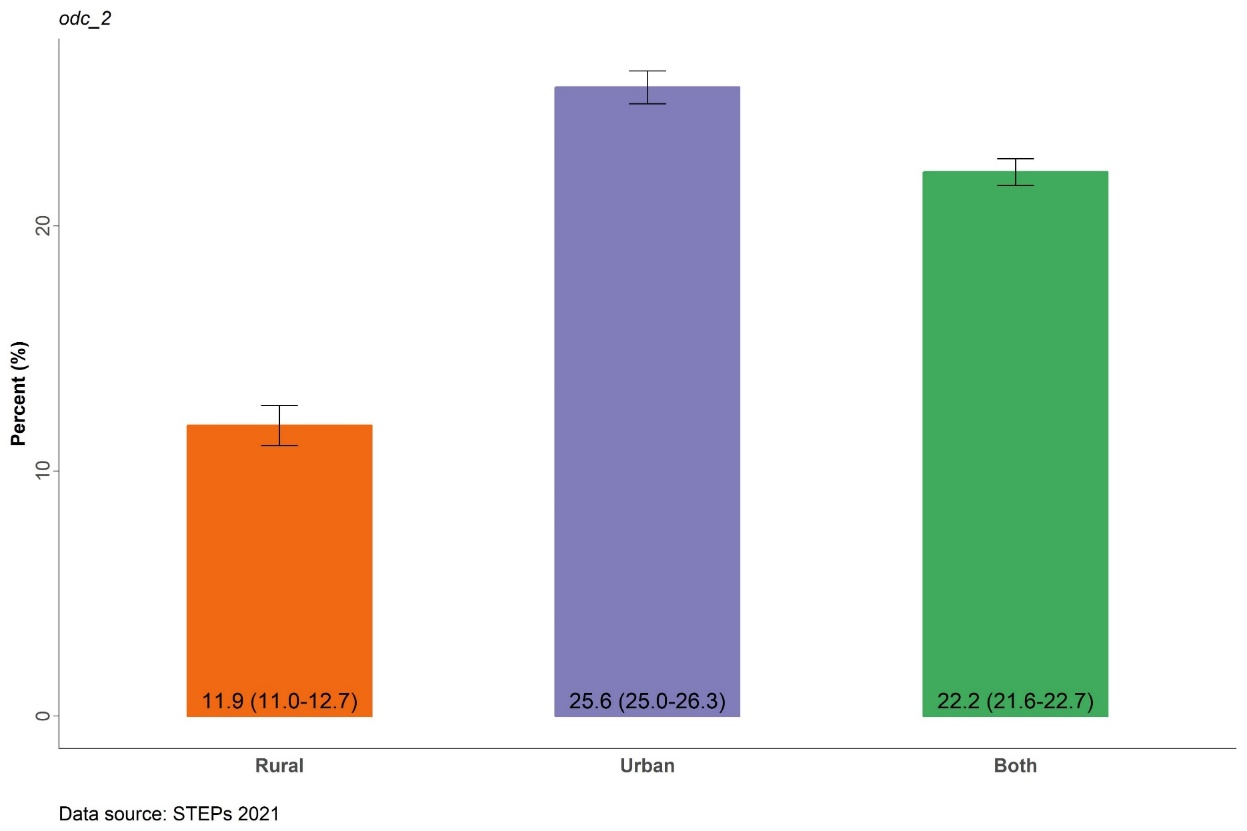 odc_2
Percent (%)
20
10
0
11.9 (11.0-12.7)
25.6 (25.0-26.3)
22.2 (21.6-22.7)
Rural
Urban
Both
Data source: STEPs 2021